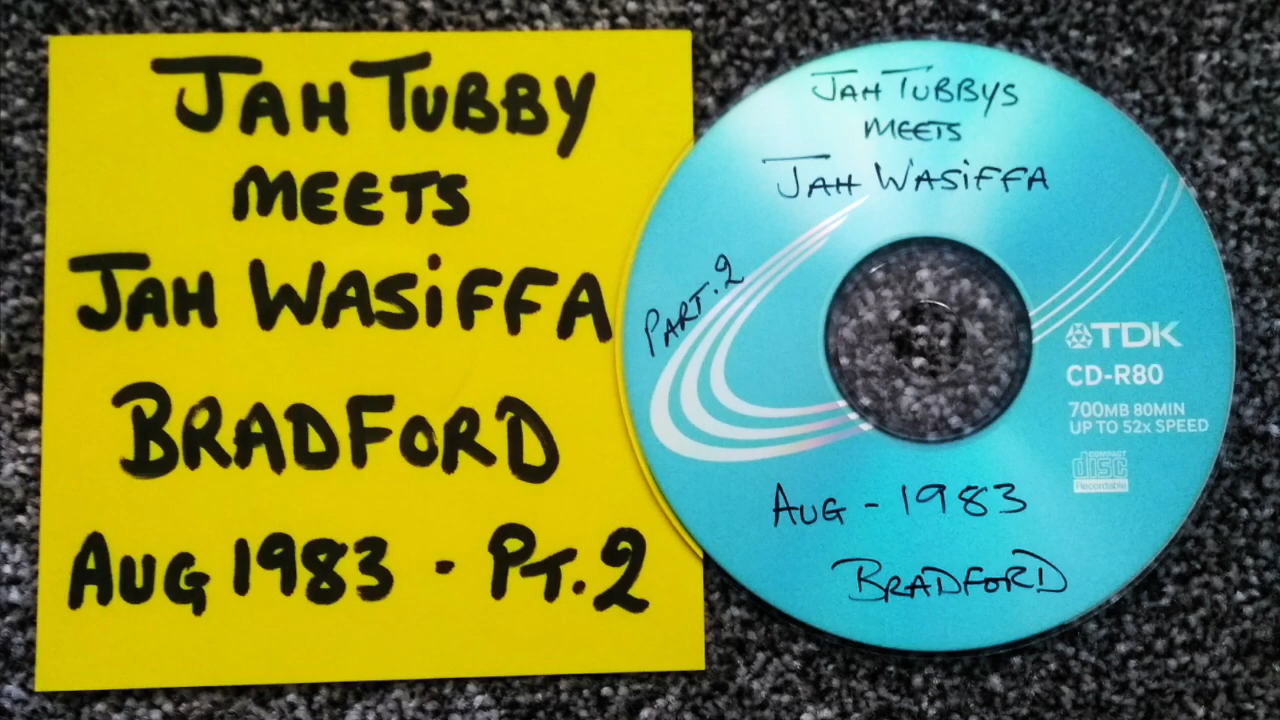 JAH TUBBY
MEETS
JAH WASiFFA
BRADFORD
AUG 1983 - PT.2
JAH TUBBYS
MEETS
JAH WASiFFA
PART.2
TDK
CD-R80
700MB 80MIN
UP TO 52x SPEED
COMPACT
disc
Recordable
AUG - 1983
BRADFORD